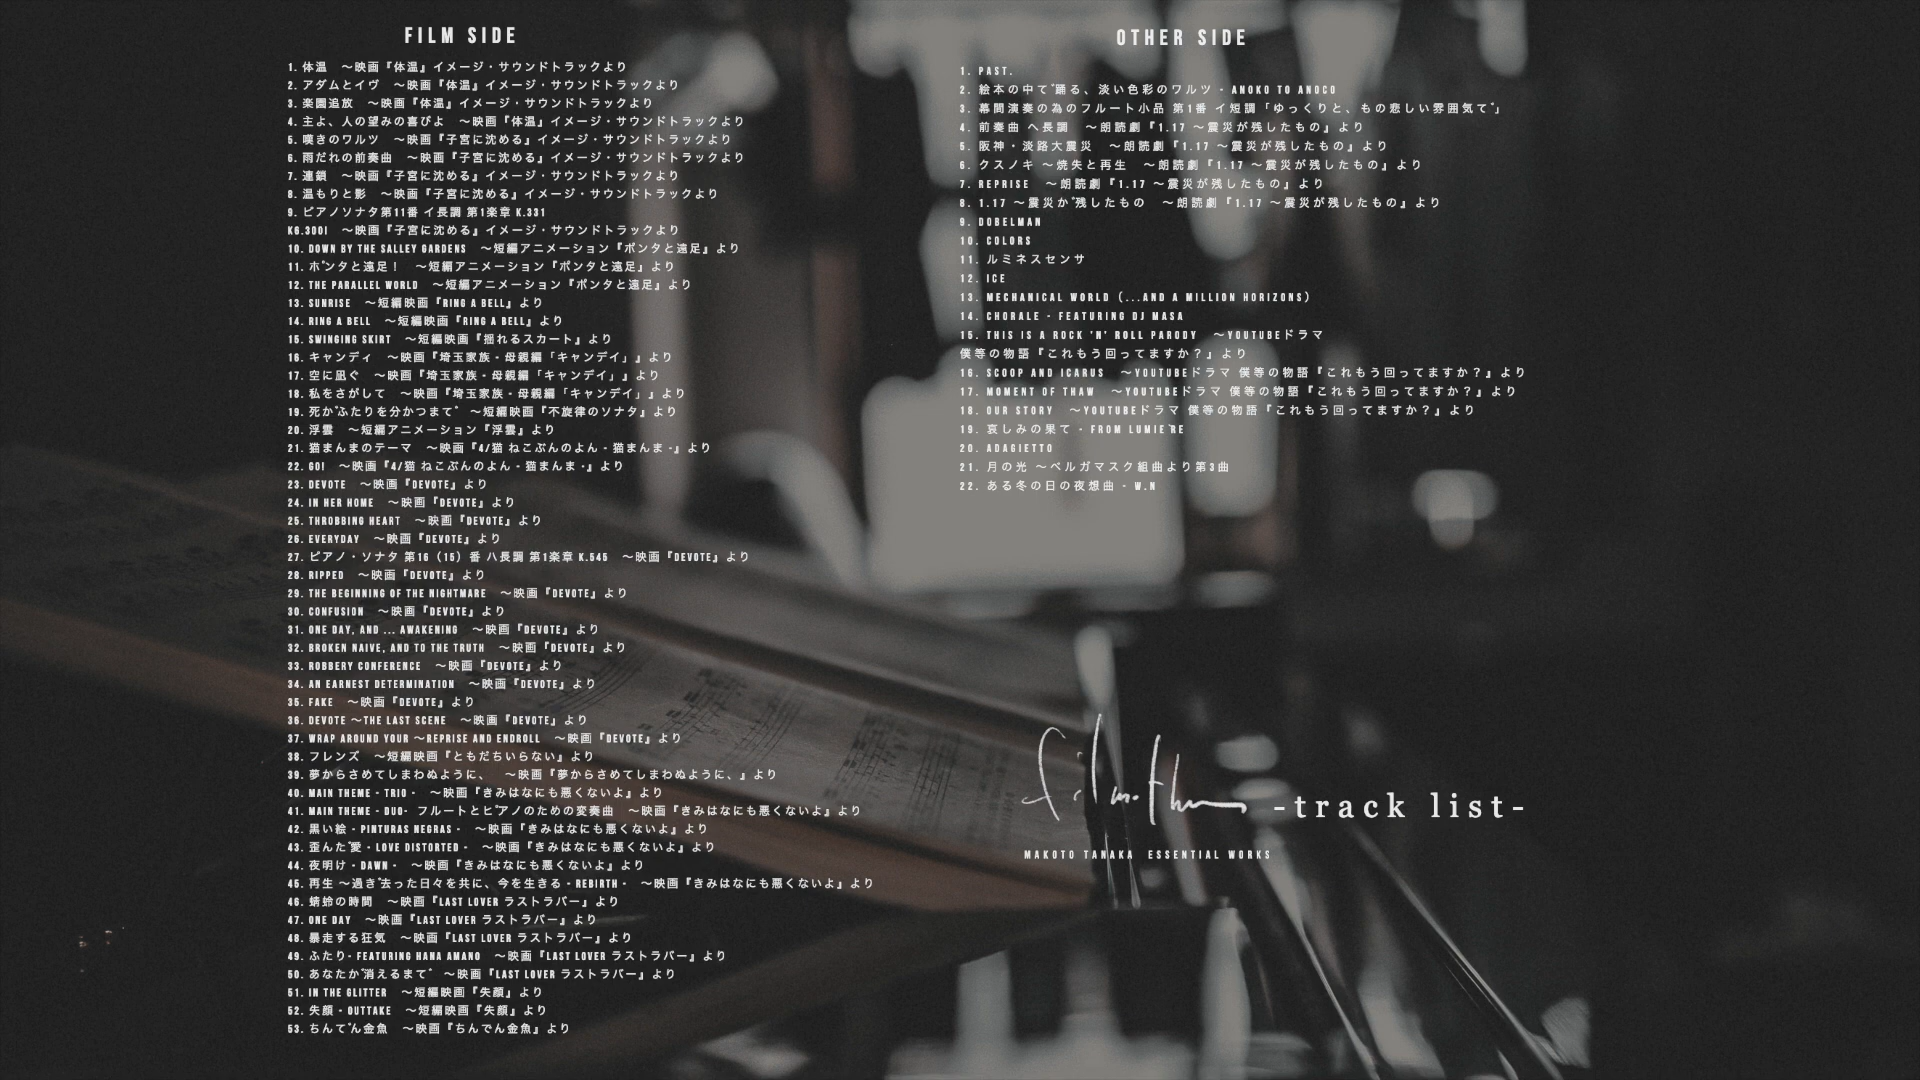 FILM SIDE
1. 体温　〜映画『体温』イメージ・サウンドトラックより
2. アダムとイヴ　〜映画『体温』イメージ・サウンドトラックより
3. 楽園追放　〜映画『体温』イメージ・サウンドトラックより
4. 主よ、人の望みの喜びよ　〜映画『体温』イメージ・サウンドトラックより
5. 嘆きのワルツ　〜映画『子宮に沈める』イメージ・サウンドトラックより
6. 雨だれの前奏曲　〜映画『子宮に沈める』イメージ・サウンドトラックより
7. 連鎖　〜映画『子宮に沈める』イメージ・サウンドトラックより
8. 温もりと影　〜映画『子宮に沈める』イメージ・サウンドトラックより
9. ピアノソナタ第11番 イ長調 第1楽章 K.331
K6.300I　〜映画『子宮に沈める』イメージ・サウンドトラックより
10. DOWN BY THE SALLEY GARDENS　〜短編アニメーション『ポンタと遠足』より
11. ポンタと遠足！　〜短編アニメーション『ポンタと遠足』より
12. THE PARALLEL WORLD　〜短編アニメーション『ポンタと遠足』より
13. SUNRISE　〜短編映画『RING A BELL』より
14. RING A BELL　〜短編映画『RING A BELL』より
15. SWINGING SKIRT　〜短編映画『揺れるスカート』より
16. キャンディ　〜映画『埼玉家族・母親編「キャンデイ」』より
17. 空に凪ぐ　〜映画『埼玉家族・母親編「キャンデイ」』より
18. 私をさがして　〜映画『埼玉家族・母親編「キャンデイ」』より
19. 死がふたりを分かつまで　〜短編映画『不旋律のソナタ』より
20. 浮雲　〜短編アニメーション『浮雲』より
21. 猫まんまのテーマ　〜映画『4/猫 ねこぶんのよん - 猫まんま -』より
22. GO!　〜映画『4/猫 ねこぶんのよん - 猫まんま -』より
23. DEVOTE　〜映画『DEVOTE』より
24. IN HER HOME　〜映画『DEVOTE』より
25. THROBBING HEART　〜映画『DEVOTE』より
26. EVERYDAY　〜映画『DEVOTE』より
27. ピアノ・ソナタ 第16（15）番 ハ長調 第1楽章 K.545　〜映画『DEVOTE』より
28. RIPPED　〜映画『DEVOTE』より
29. THE BEGINNING OF THE NIGHTMARE　〜映画『DEVOTE』より
30. CONFUSION　〜映画『DEVOTE』より
31. ONE DAY, AND ... AWAKENING　〜映画『DEVOTE』より
32. BROKEN NAIVE, AND TO THE TRUTH　〜映画『DEVOTE』より
33. ROBBERY CONFERENCE　〜映画『DEVOTE』より
34. AN EARNEST DETERMINATION　〜映画『DEVOTE』より
35. FAKE　〜映画『DEVOTE』より
36. DEVOTE 〜THE LAST SCENE　〜映画『DEVOTE』より
37. WRAP AROUND YOUR 〜REPRISE AND ENDROLL　〜映画『DEVOTE』より
38. フレンズ　〜短編映画『ともだちいらない』より
39. 夢からさめてしまわぬように、　〜映画『夢からさめてしまわぬように、』より
40. MAIN THEME - TRIO -　〜映画『きみはなにも悪くないよ』より
41. MAIN THEME - DUO-　フルートとピアノのための変奏曲　〜映画『きみはなにも悪くないよ』より
42. 黒い絵 - PINTURAS NEGRAS -　〜映画『きみはなにも悪くないよ』より
43. 歪んだ愛 - LOVE DISTORTED -　〜映画『きみはなにも悪くないよ』より
44. 夜明け - DAWN -　〜映画『きみはなにも悪くないよ』より
45. 再生 〜過ぎ去った日々を共に、今を生きる - REBIRTH -　〜映画『きみはなにも悪くないよ』より
46. 蜻蛉の時間　〜映画『LAST LOVER ラストラバー』より
47. ONE DAY　〜映画『LAST LOVER ラストラバー』より
48. 暴走する狂気　〜映画『LAST LOVER ラストラバー』より
49. ふたり- FEATURING HANA AMANO　〜映画『LAST LOVER ラストラバー』より
50. あなたが消えるまで　〜映画『LAST LOVER ラストラバー』より
51. IN THE GLITTER　〜短編映画『失顔』より
52. 失顔 - OUTTAKE　〜短編映画『失顔』より
53. ちんでん金魚　〜映画『ちんでん金魚』より
OTHER SIDE
1. PAST.
2. 絵本の中で踊る、淡い色彩のワルツ - ANOKO TO ANOCO
3. 幕間演奏の為のフルート小品 第1番 イ短調「ゆっくりと、もの悲しい雰囲気で」
4. 前奏曲 ヘ長調　〜朗読劇『1.17 〜震災が残したもの』より
5. 阪神・淡路大震災　〜朗読劇『1.17 〜震災が残したもの』より
6. クスノキ 〜焼失と再生　〜朗読劇『1.17 〜震災が残したもの』より
7. REPRISE　〜朗読劇『1.17 〜震災が残したもの』より
8. 1.17 〜震災が残したもの　〜朗読劇『1.17 〜震災が残したもの』より
9. DOBELMAN
10. COLORS
11. ルミネスセンサ
12. ICE
13. MECHANICAL WORLD (...AND A MILLION HORIZONS)
14. CHORALE - FEATURING DJ MASA
15. THIS IS A ROCK 'N' ROLL PARODY　〜YOUTUBEドラマ
僕等の物語『これもう回ってますか？』より
16. SCOOP AND ICARUS　〜YOUTUBEドラマ 僕等の物語『これもう回ってますか？』より
17. MOMENT OF THAW　〜YOUTUBEドラマ 僕等の物語『これもう回ってますか？』より
18. OUR STORY　〜YOUTUBEドラマ 僕等の物語『これもう回ってますか？』より
19. 哀しみの果て - FROM LUMIÈRE
20. ADAGIETTO
21. 月の光 〜ベルガマスク組曲より第3曲
22. ある冬の日の夜想曲 - W.N
-track list-
MAKOTO TANAKA ESSENTIAL WORKS